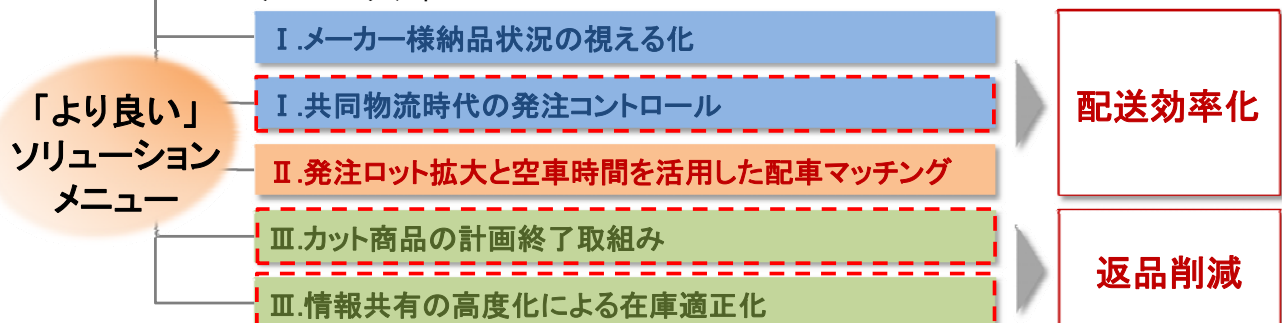 「より良い」
ソリューション
メニュー
Ⅰ.メーカー様納品状況の視える化
Ⅰ.共同物流時代の発注コントロール
Ⅱ.発注ロット拡大と空車時間を活用した配車マッチング
Ⅲ.カット商品の計画終了取組み
Ⅲ.情報共有の高度化による在庫適正化
配送効率化
返品削減